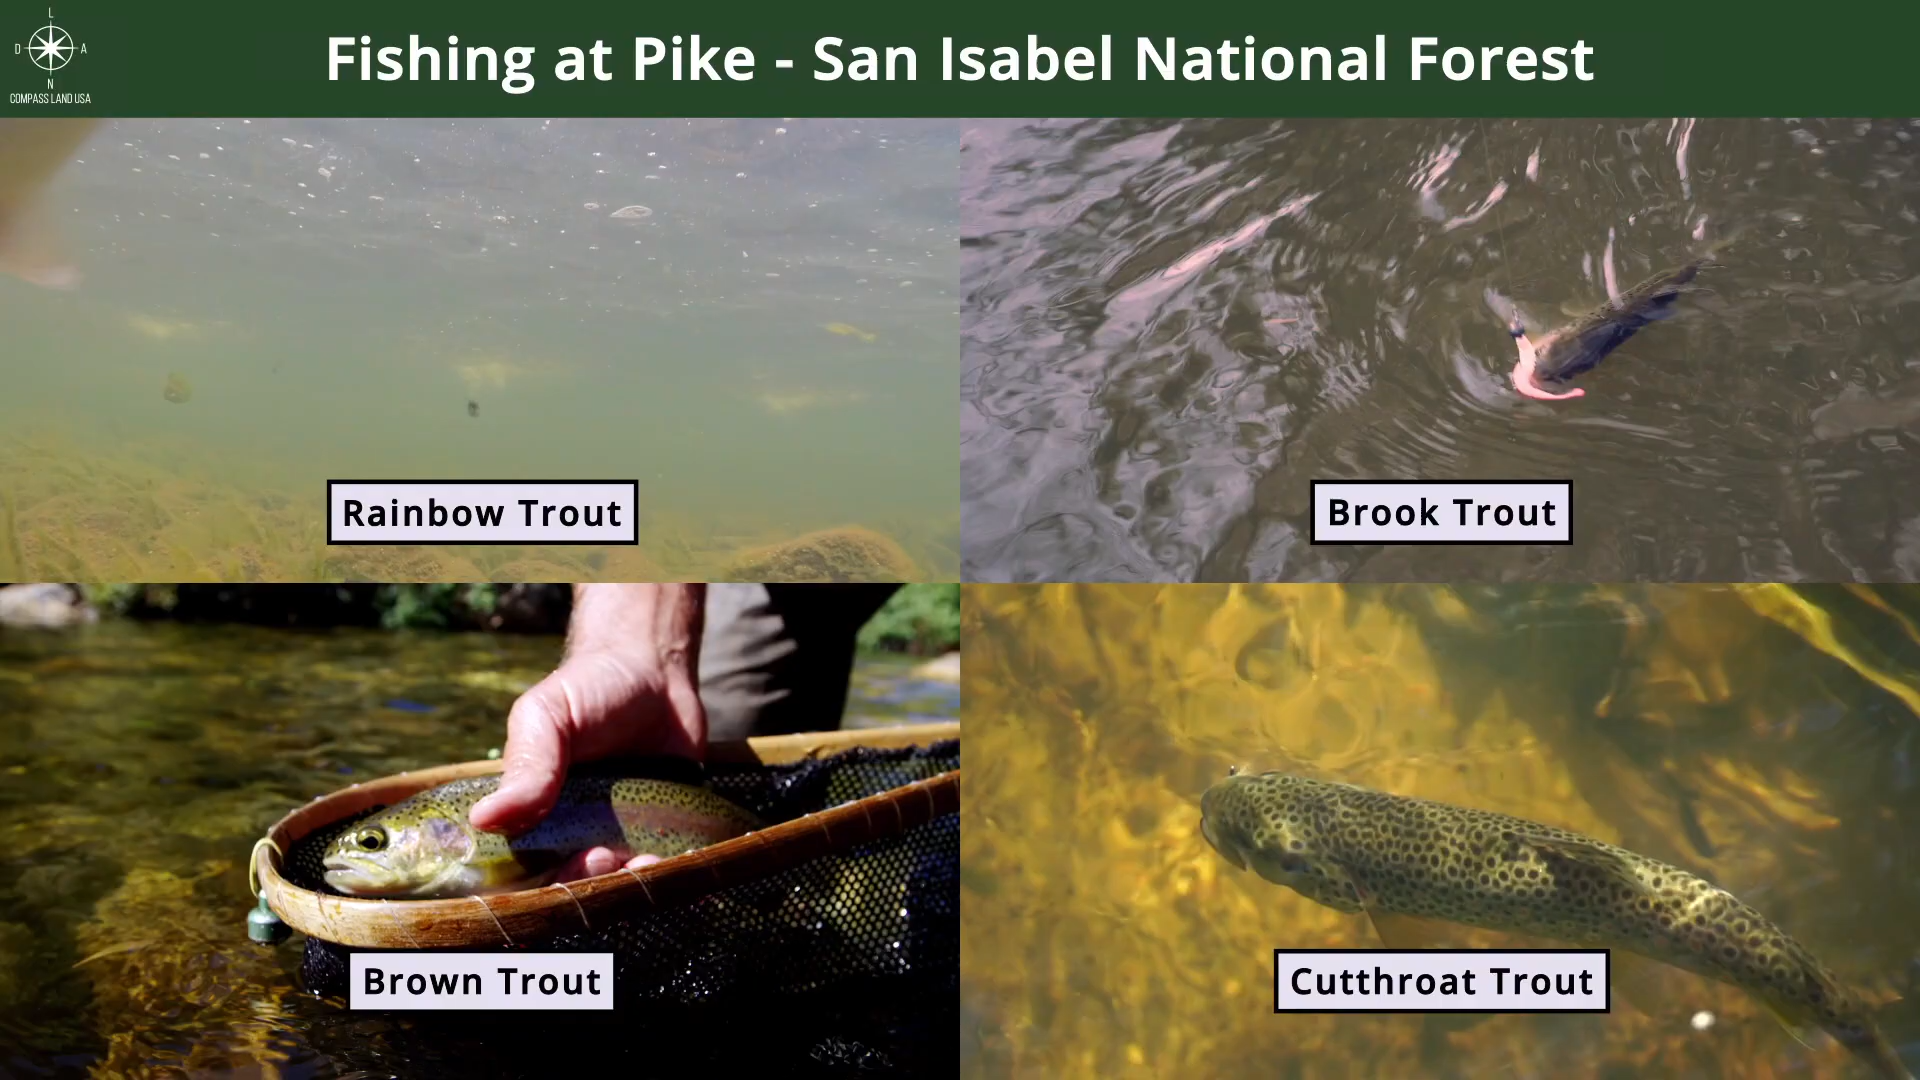 L
D A
N
COMPASS LAND USA
Fishing at Pike - San Isabel National Forest
Rainbow Trout
Brook Trout
Brown Trout
Cutthroat Trout